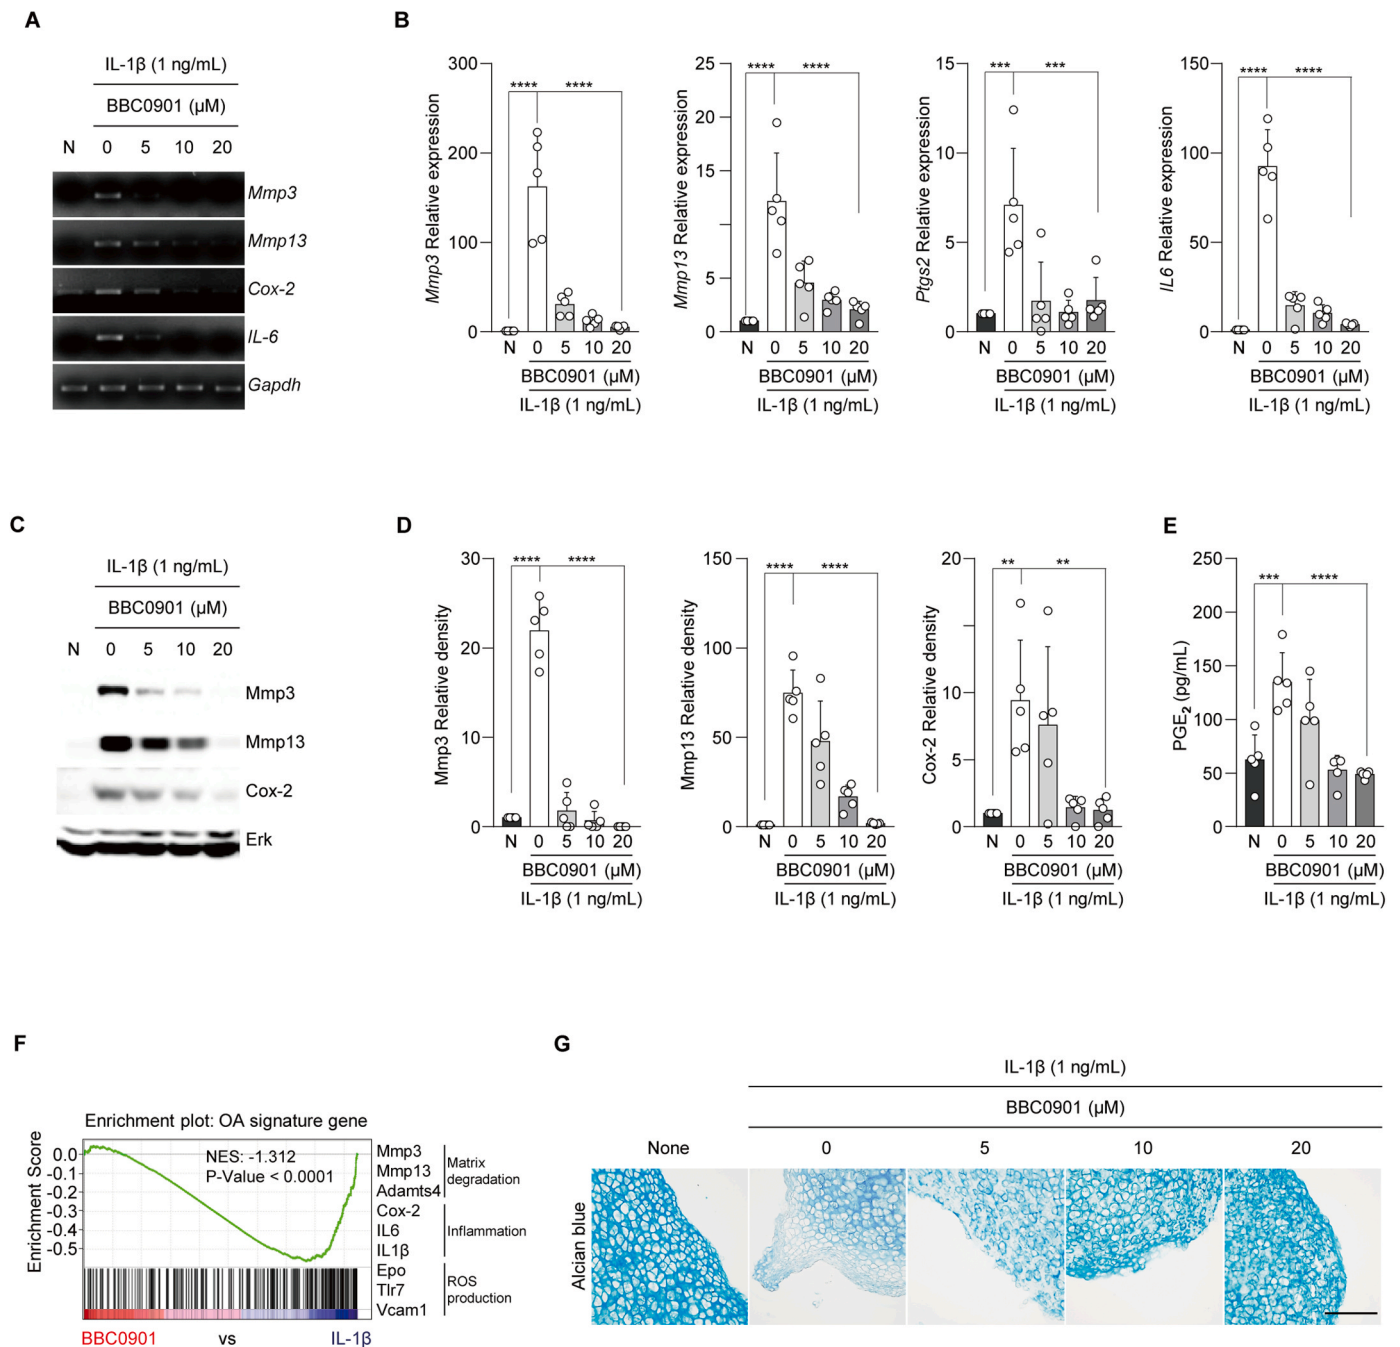 A
IL-1β (1 ng/mL)
BBC0901 (μM)
N 0 5 10 20
Mmp3
Mmp13
Cox-2
IL-6
Gapdh
B
Mmp3 Relative expression
300
200
100
0
**** ****
N 0 5 10 20
BBC0901 (μM)
IL-1β (1 ng/mL)
Mmp13 Relative expression
25
20
15
5
0
**** ****
N 0 5 10 20
BBC0901 (μM)
IL-1β (1 ng/mL)
Ptgs2 Relative expression
15
10
5
0
*** ***
N 0 5 10 20
BBC0901 (μM)
IL-1β (1 ng/mL)
IL6 Relative expression
150
100
50
0
**** ****
N 0 5 10 20
BBC0901 (μM)
IL-1β (1 ng/mL)
C
IL-1β (1 ng/mL)
BBC0901 (μM)
N 0 5 10 20
Mmp3
Mmp13
Cox-2
Erk
D
Mmp3 Relative density
30
20
10
0
**** ****
N 0 5 10 20
BBC0901 (μM)
IL-1β (1 ng/mL)
Mmp13 Relative density
150
100
50
0
**** ****
N 0 5 10 20
BBC0901 (μM)
IL-1β (1 ng/mL)
Cox-2 Relative density
20
10
5
0
** **
N 0 5 10 20
BBC0901 (μM)
IL-1β (1 ng/mL)
E
PGE2 (pg/mL)
250
200
150
100
50
0
*** ****
N 0 5 10 20
BBC0901 (μM)
IL-1β (1 ng/mL)
F
Enrichment plot: OA signature gene
Enrichment Score
0.0
-0.1
-0.2
-0.3
-0.4
-0.5
NES: -1.312
P-Value < 0.0001
Mmp3
Mmp13
Adamts4
Matrix
degradation
Cox-2
IL6
IL1β
Inflammation
Epo
Tlr7
Vcam1
ROS
production
BBC0901 vs IL-1β
G
IL-1β (1 ng/mL)
BBC0901 (μM)
None 0 5 10 20
Alcian blue